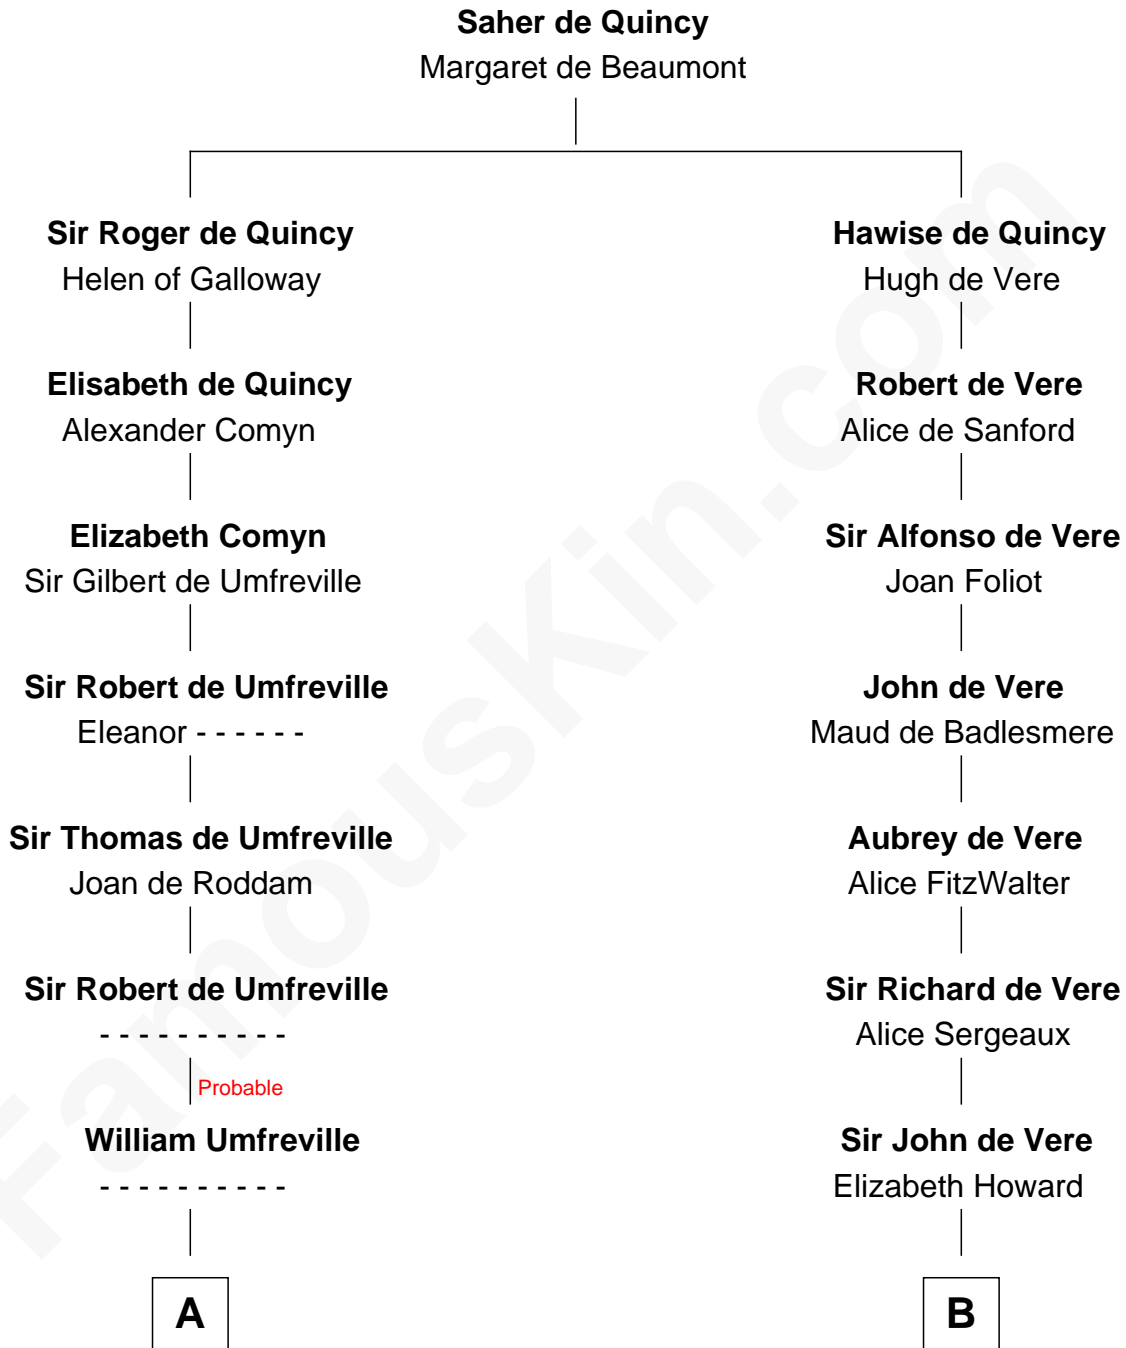 Saher de Quincy
Margaret de Beaumont
Sir Roger de Quincy
Helen of Galloway
Hawise de Quincy
Hugh de Vere
Elisabeth de Quincy
Alexander Comyn
Robert de Vere
Alice de Sanford
Elizabeth Comyn
Sir Gilbert de Umfreville
Sir Alfonso de Vere
Joan Foliot
Sir Robert de Umfreville
Eleanor - - - - - -
John de Vere
Maud de Badlesmere
Sir Thomas de Umfreville
Joan de Roddam
Aubrey de Vere
Alice FitzWalter
Sir Robert de Umfreville
- - - - - - - - - -
Sir Richard de Vere
Alice Sergeaux
Probable
William Umfreville
- - - - - - - - - -
Sir John de Vere
Elizabeth Howard
A
B
FamousKin.com